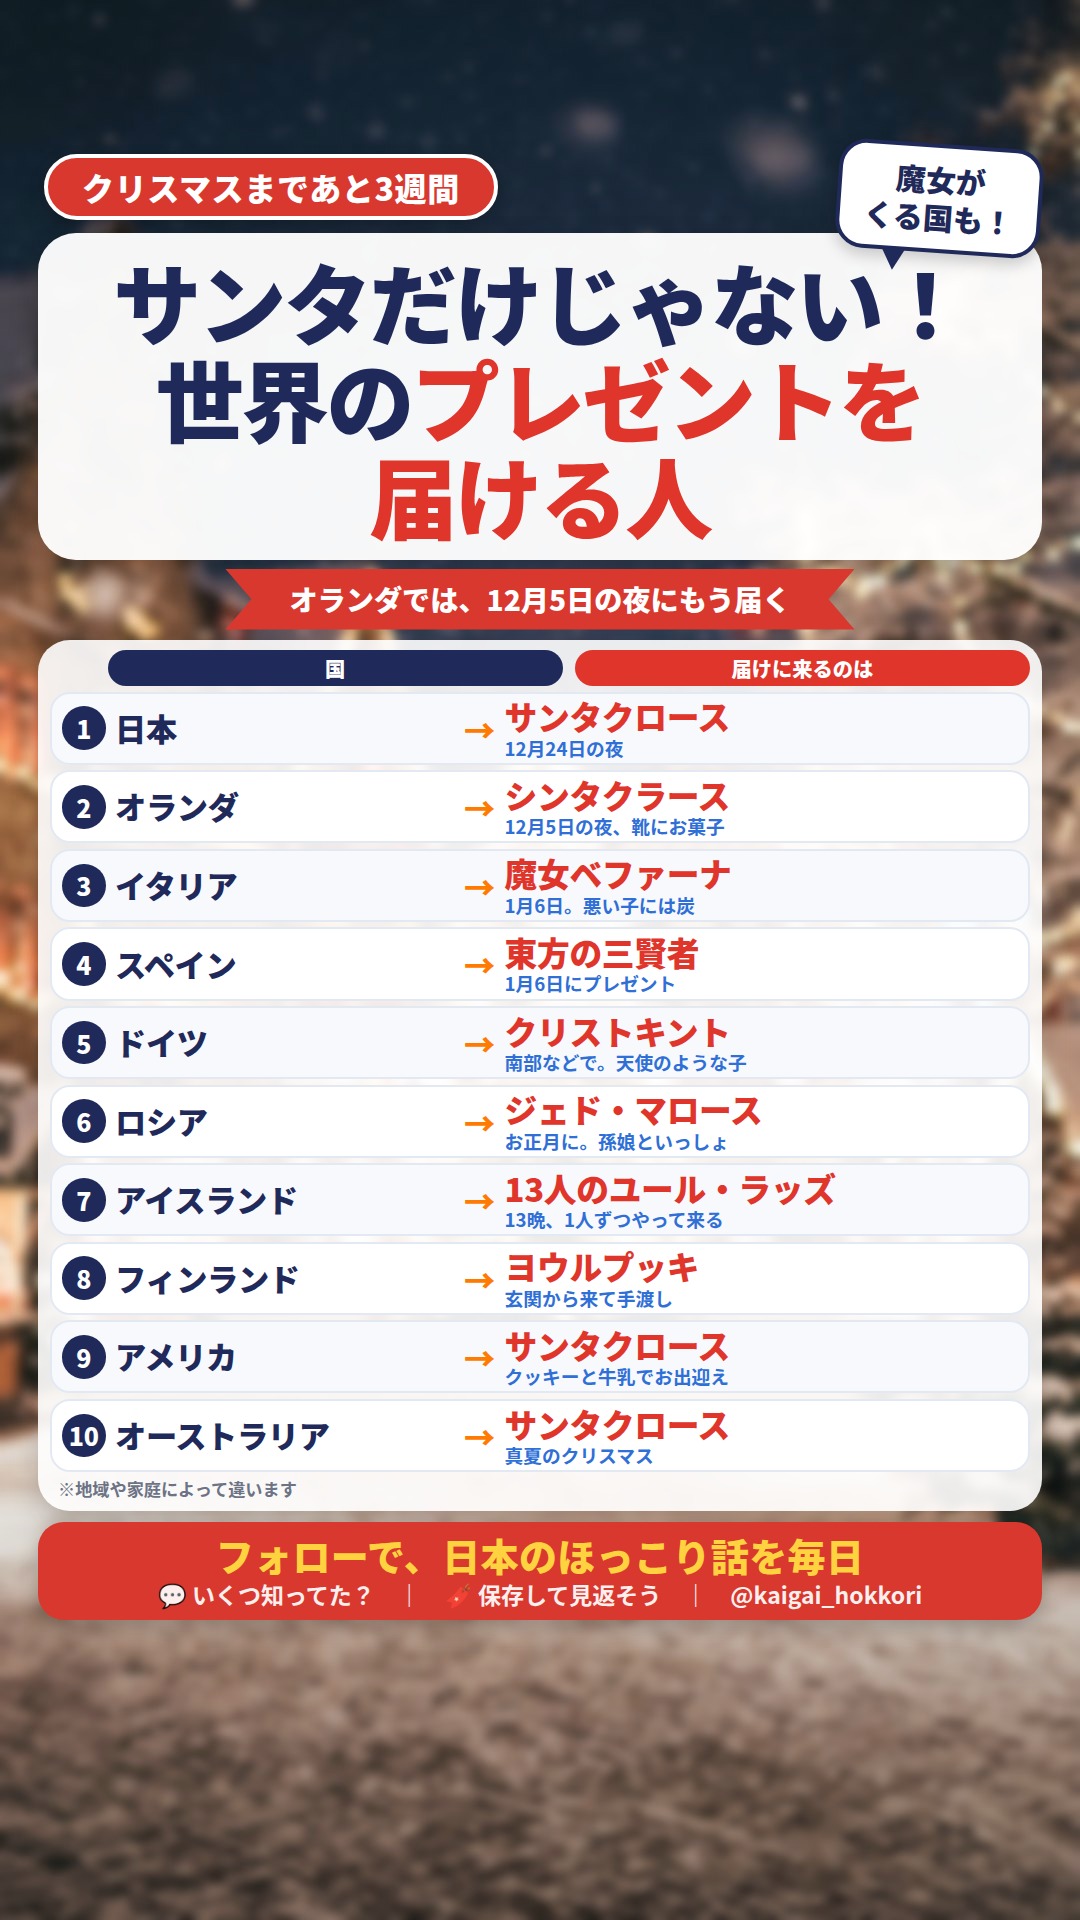 クリスマスまであと3週間
魔女が
くる国も！
サンタだけじゃない！
世界のプレゼントを
届ける人
オランダでは、12月5日の夜にもう届く
国
届けに来るのは
1 日本 → サンタクロース
12月24日の夜
2 オランダ → シンタクラース
12月5日の夜、靴にお菓子
3 イタリア → 魔女ベファーナ
1月6日。悪い子には炭
4 スペイン → 東方の三賢者
1月6日にプレゼント
5 ドイツ → クリストキント
南部などで。天使のような子
6 ロシア → ジェド・マロース
お正月に。孫娘といっしょ
7 アイスランド → 13人のユール・ラッズ
13晩、1人ずつやって来る
8 フィンランド → ヨウルプッキ
玄関から来て手渡し
9 アメリカ → サンタクロース
クッキーと牛乳でお出迎え
10 オーストラリア → サンタクロース
真夏のクリスマス
※地域や家庭によって違います
フォローで、日本のほっこり話を毎日
💬 いくつ知ってた？ ｜ 🔖 保存して見返そう ｜ @kaigai_hokkori